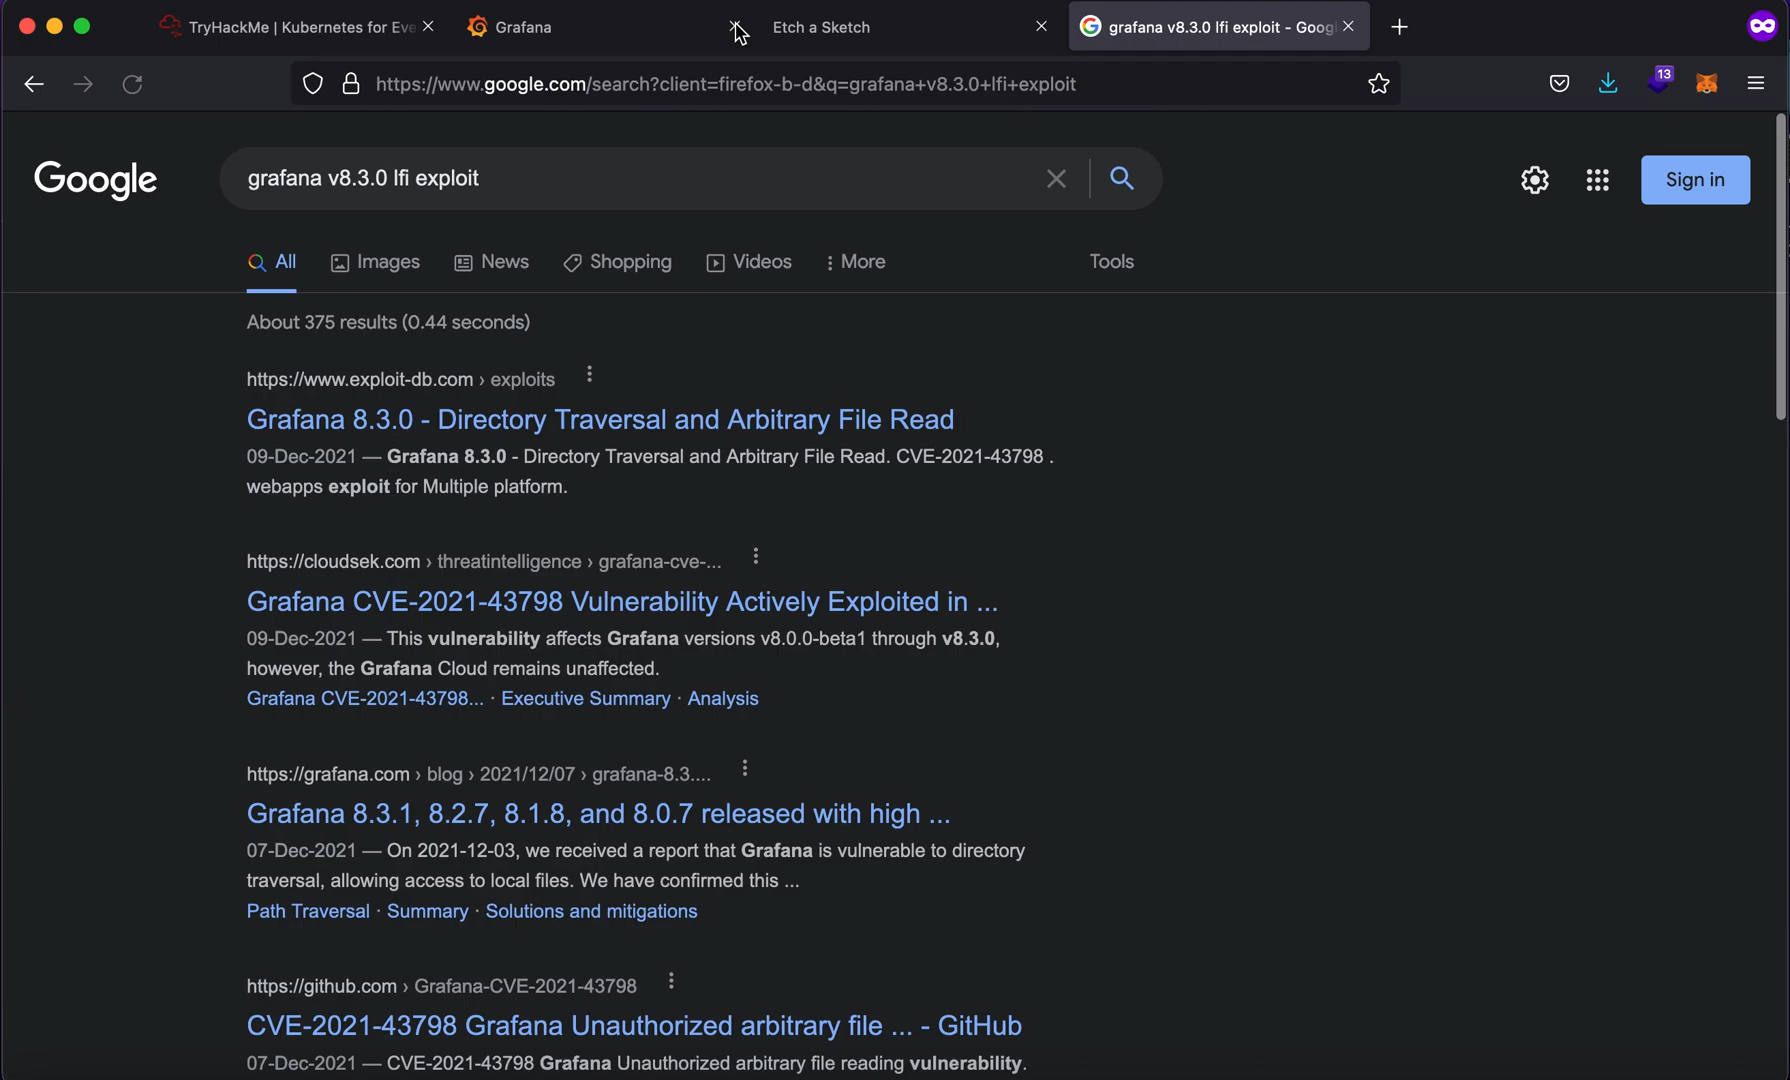 TryHackMe | Kubernetes for Eve
Grafana
Etch a Sketch
grafana v8.3.0 lfi exploit - Goog
https://www.google.com/search?client=firefox-b-d&q=grafana+v8.3.0+lfi+exploit
13
Google
grafana v8.3.0 lfi exploit
Sign in
All
Images
News
Shopping
Videos
More
Tools
About 375 results (0.44 seconds)
https://www.exploit-db.com › exploits
Grafana 8.3.0 - Directory Traversal and Arbitrary File Read
09-Dec-2021 — Grafana 8.3.0 - Directory Traversal and Arbitrary File Read. CVE-2021-43798 .
webapps exploit for Multiple platform.
https://cloudsek.com › threatintelligence › grafana-cve-...
Grafana CVE-2021-43798 Vulnerability Actively Exploited in ...
09-Dec-2021 — This vulnerability affects Grafana versions v8.0.0-beta1 through v8.3.0,
however, the Grafana Cloud remains unaffected.
Grafana CVE-2021-43798... · Executive Summary · Analysis
https://grafana.com › blog › 2021/12/07 › grafana-8.3....
Grafana 8.3.1, 8.2.7, 8.1.8, and 8.0.7 released with high ...
07-Dec-2021 — On 2021-12-03, we received a report that Grafana is vulnerable to directory
traversal, allowing access to local files. We have confirmed this ...
Path Traversal · Summary · Solutions and mitigations
https://github.com › Grafana-CVE-2021-43798
CVE-2021-43798 Grafana Unauthorized arbitrary file ... - GitHub
07-Dec-2021 — CVE-2021-43798 Grafana Unauthorized arbitrary file reading vulnerability.